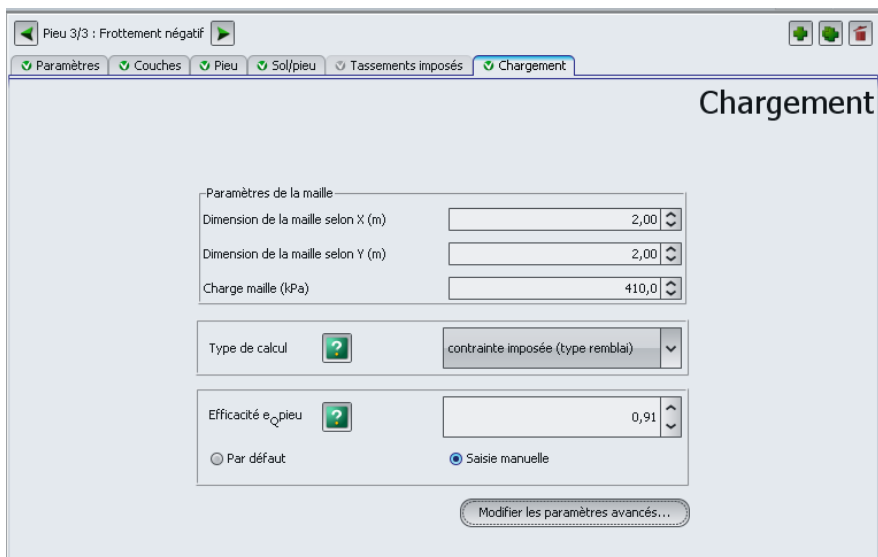 Pieu 3/3 : Frottement négatif
Paramètres Couches Pieu Sol/pieu Tassements imposés Chargement
Chargement
Paramètres de la maille
Dimension de la maille selon X (m) 2,00
Dimension de la maille selon Y (m) 2,00
Charge maille (kPa) 410,0
Type de calcul ? contrainte imposée (type remblai)
Efficacité eQpieu ? 0,91
Par défaut Saisie manuelle
Modifier les paramètres avancés...